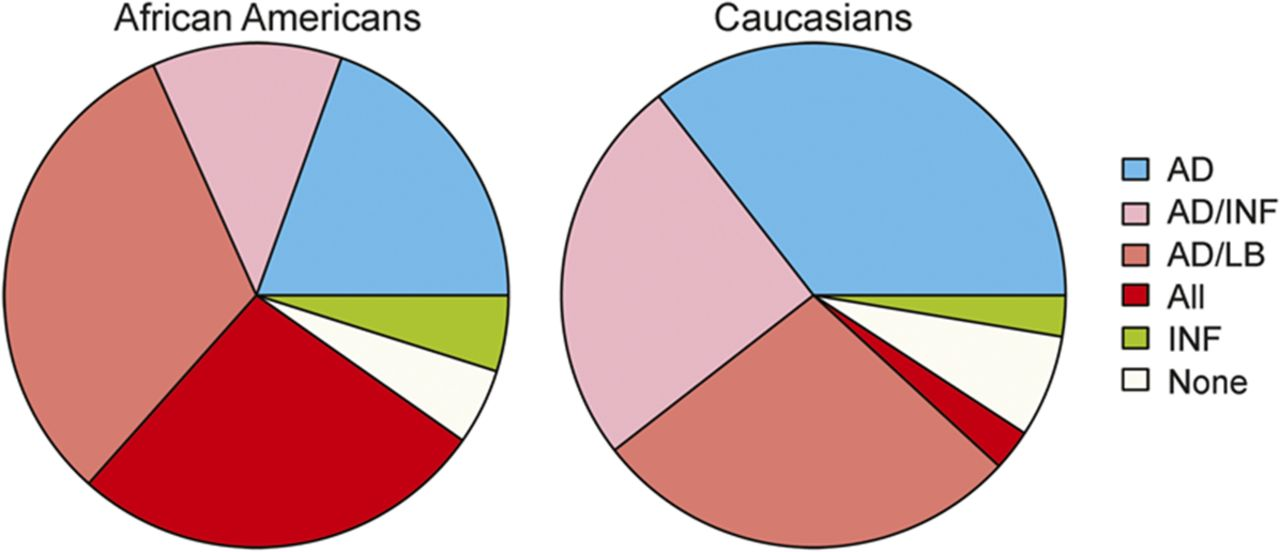 African Americans
Caucasians
AD
AD/INF
AD/LB
All
INF
None